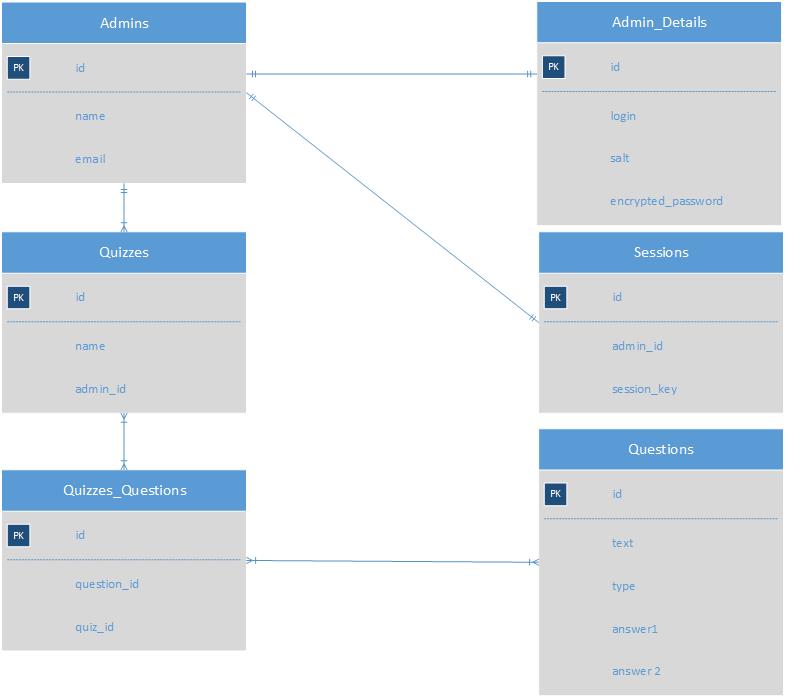 Admins
PK id
name
email
Admin_Details
PK id
login
salt
encrypted_password
Quizzes
PK id
name
admin_id
Sessions
PK id
admin_id
session_key
Quizzes_Questions
PK id
question_id
quiz_id
Questions
PK id
text
type
answer1
answer 2